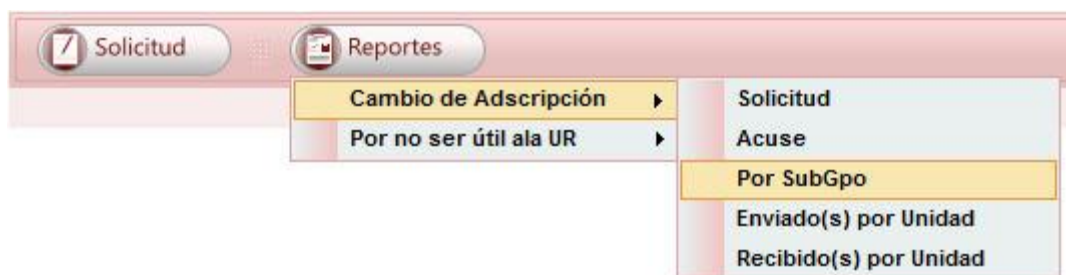 Solicitud
Reportes
Cambio de Adscripción
Por no ser útil ala UR
Solicitud
Acuse
Por SubGpo
Enviado(s) por Unidad
Recibido(s) por Unidad